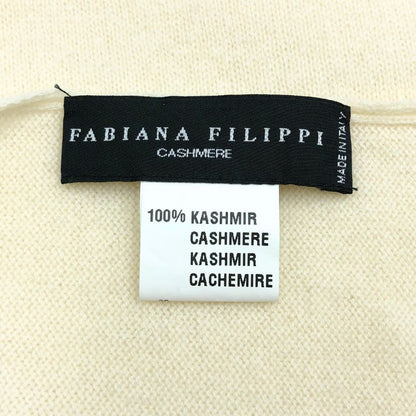 FABIANA FILIPPI
CASHMERE
MADE IN ITALY
100% KASHMIR
CASHMERE
KASHMIR
CACHEMIRE